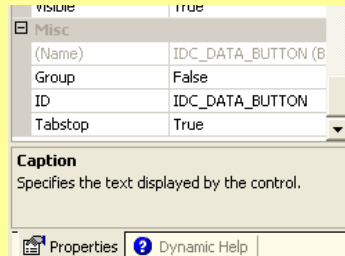 Visible True
Misc
(Name) IDC_DATA_BUTTON (B
Group False
ID IDC_DATA_BUTTON
Tabstop True
Caption
Specifies the text displayed by the control.
Properties Dynamic Help